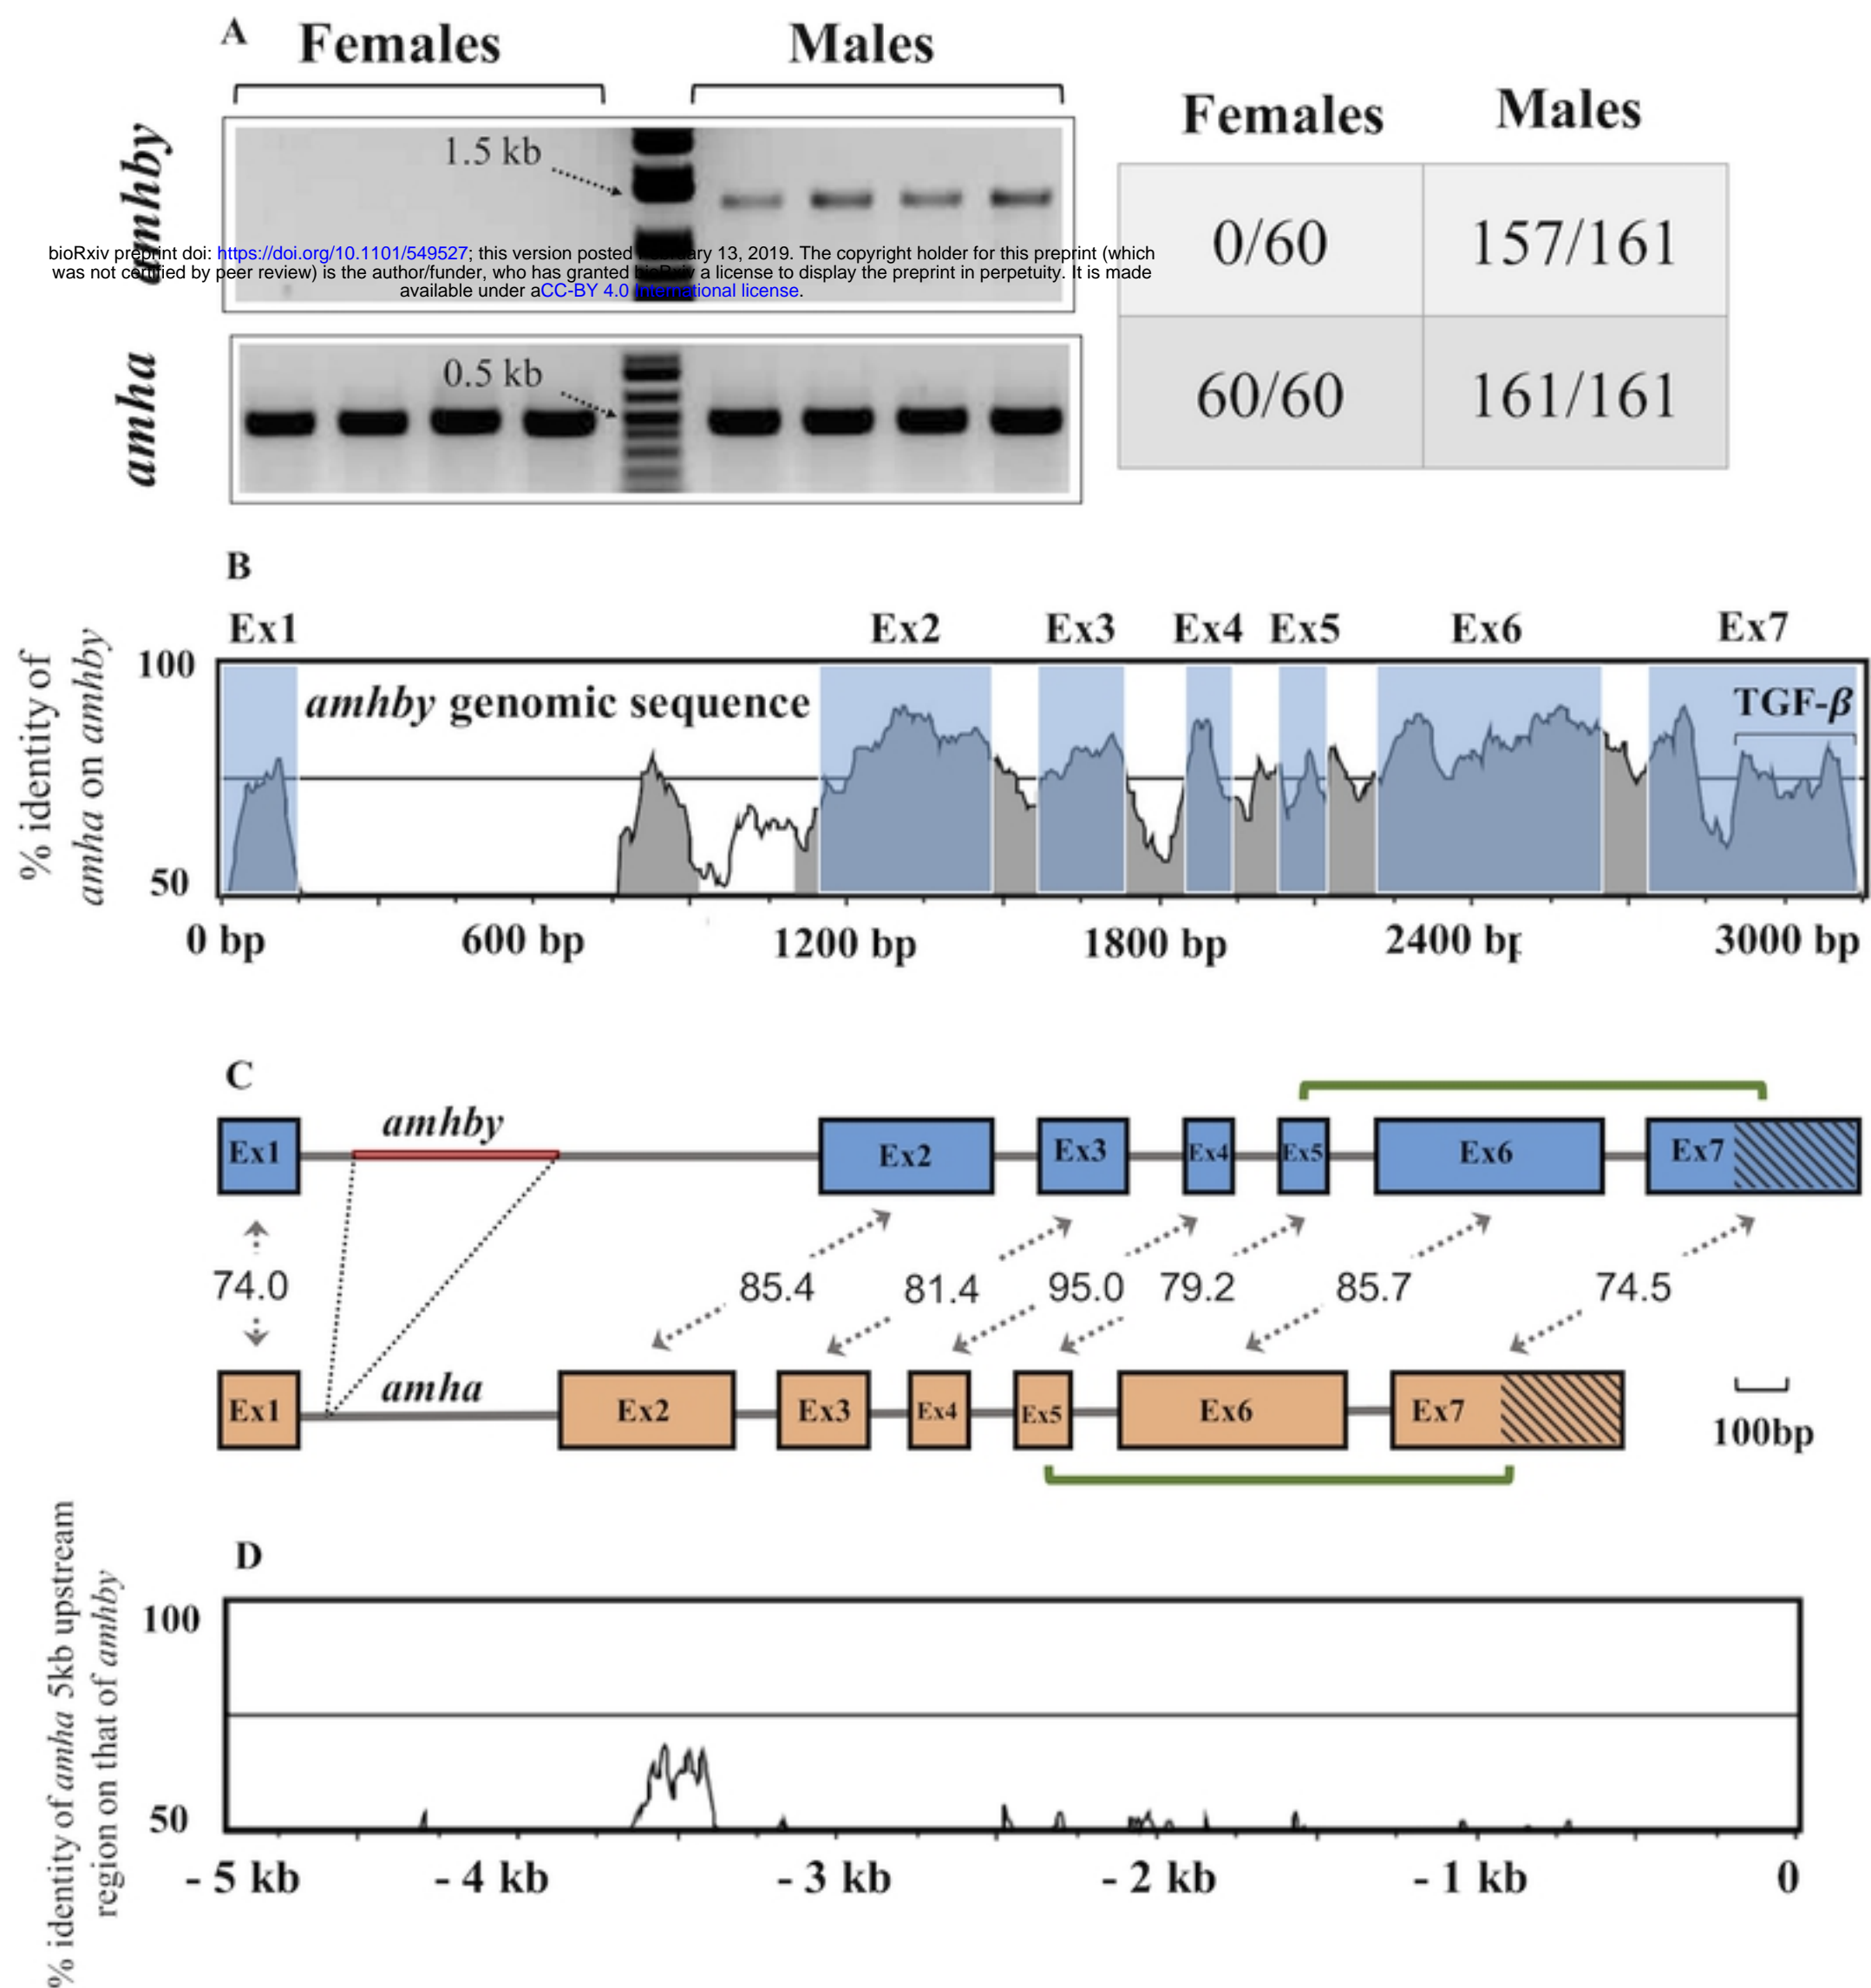 A
Females
Males
Females
Males
amhby
1.5 kb
0/60
157/161
bioRxiv preprint doi: https://doi.org/10.1101/549527; this version posted February 13, 2019. The copyright holder for this preprint (which
was not certified by peer review) is the author/funder, who has granted bioRxiv a license to display the preprint in perpetuity. It is made
available under aCC-BY 4.0 International license.
amha
0.5 kb
60/60
161/161
B
Ex1
Ex2
Ex3
Ex4
Ex5
Ex6
Ex7
% identity of
amha on amhby
100
50
amhby genomic sequence
TGF-β
0 bp
600 bp
1200 bp
1800 bp
2400 bp
3000 bp
C
amhby
Ex1
Ex2
Ex3
Ex4
Ex5
Ex6
Ex7
74.0
85.4
81.4
95.0
79.2
85.7
74.5
amha
Ex1
Ex2
Ex3
Ex4
Ex5
Ex6
Ex7
100bp
D
% identity of amha 5kb upstream
region on that of amhby
100
50
- 5 kb
- 4 kb
- 3 kb
- 2 kb
- 1 kb
0